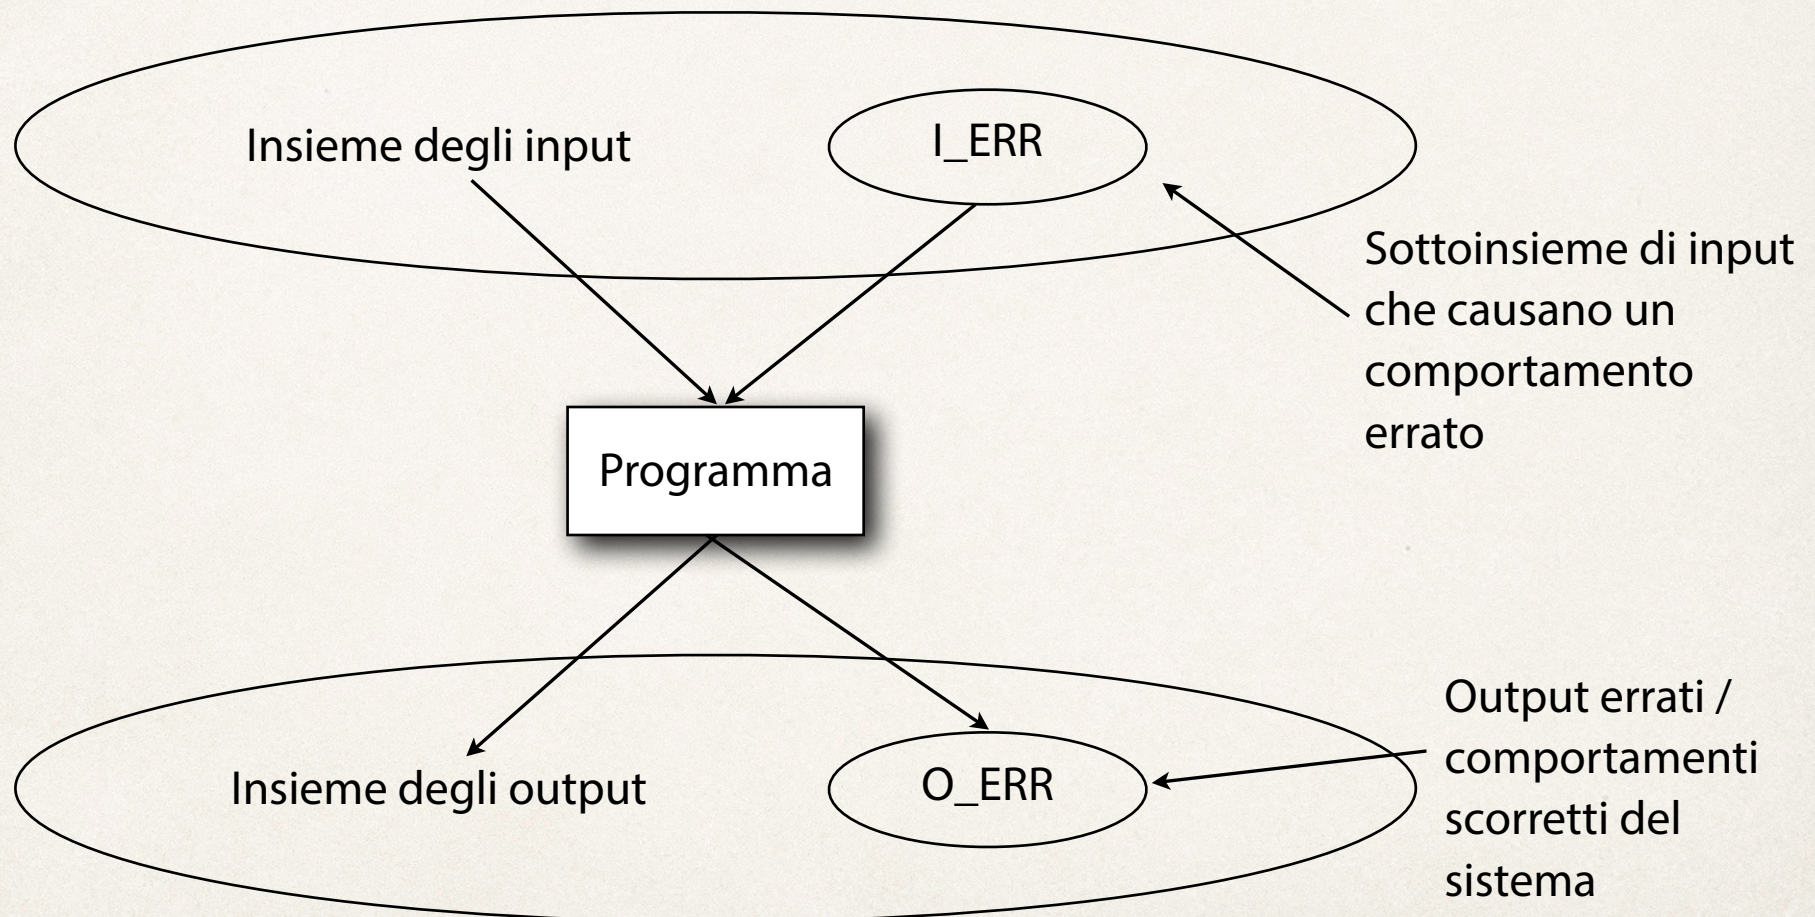 Insieme degli input
I_ERR
Sottoinsieme di input
che causano un
comportamento
errato
Programma
Insieme degli output
O_ERR
Output errati /
comportamenti
scorretti del
sistema